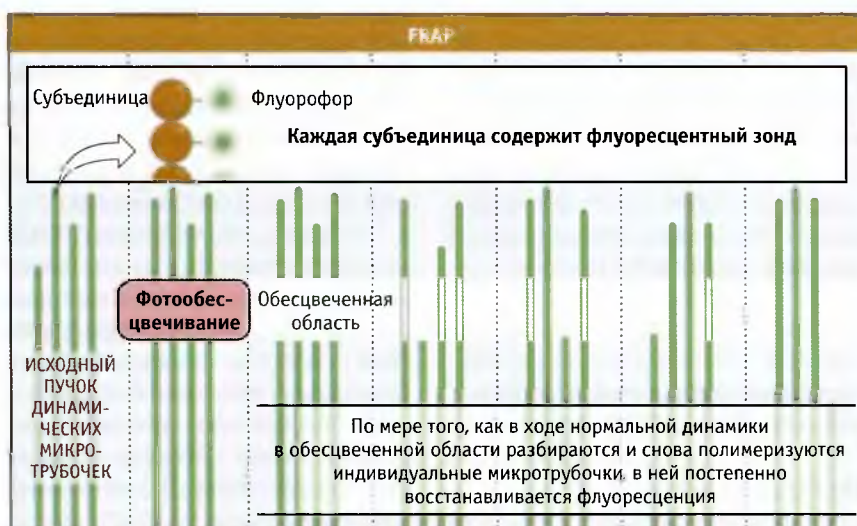 FRAP
Субъединица
Флуорофор
Каждая субъединица содержит флуоресцентный зонд
Фотообес-
цвечивание
Обесцвеченная
область
ИСХОДНЫЙ
ПУЧОК
ДИНАМИ-
ЧЕСКИХ
МИКРО-
ТРУБОЧЕК
По мере того, как в ходе нормальной динамики
в обесцвеченной области разбираются и снова полимеризуются
индивидуальные микротрубочки, в ней постепенно
восстанавливается флуоресценция